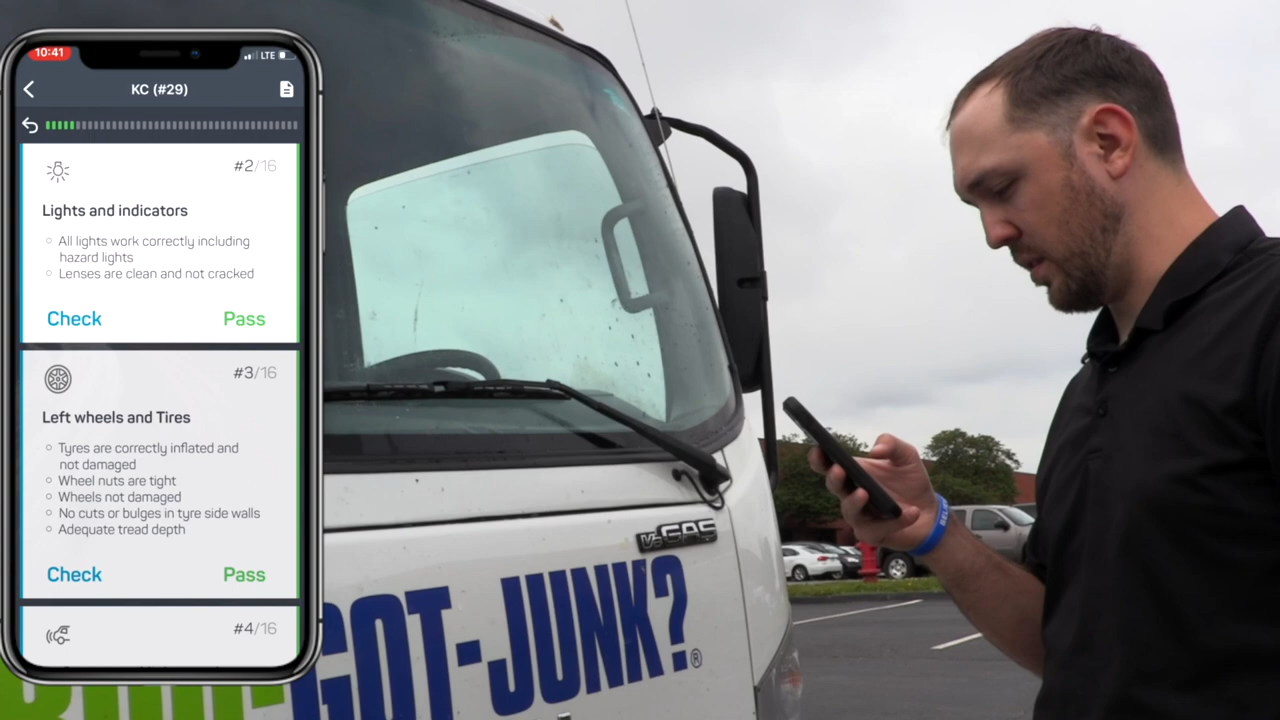 10:41
LTE
KC (#29)
#2/16
Lights and indicators
All lights work correctly including
hazard lights
Lenses are clean and not cracked
Check
Pass
#3/16
Left wheels and Tires
Tyres are correctly inflated and
not damaged
Wheel nuts are tight
Wheels not damaged
No cuts or bulges in tyre side walls
Adequate tread depth
Check
Pass
#4/16
V8 GAS
GOT-JUNK?®